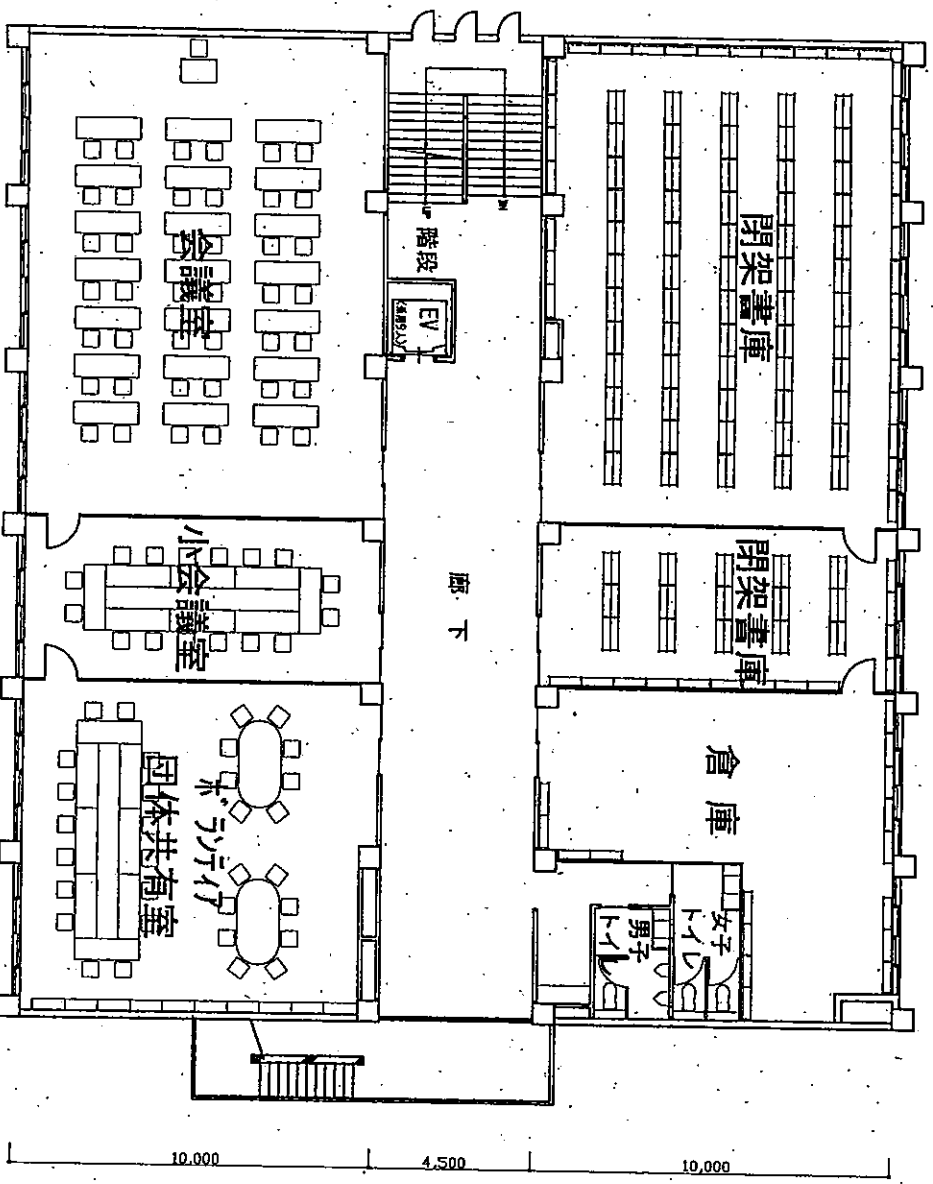 会議室
階段
UP
DN
EV
開架書庫
小会議室
廊下
開架書庫
ボランティア
団体共有室
倉庫
男子
トイレ
女子
トイレ
10,000
4,500
10,000